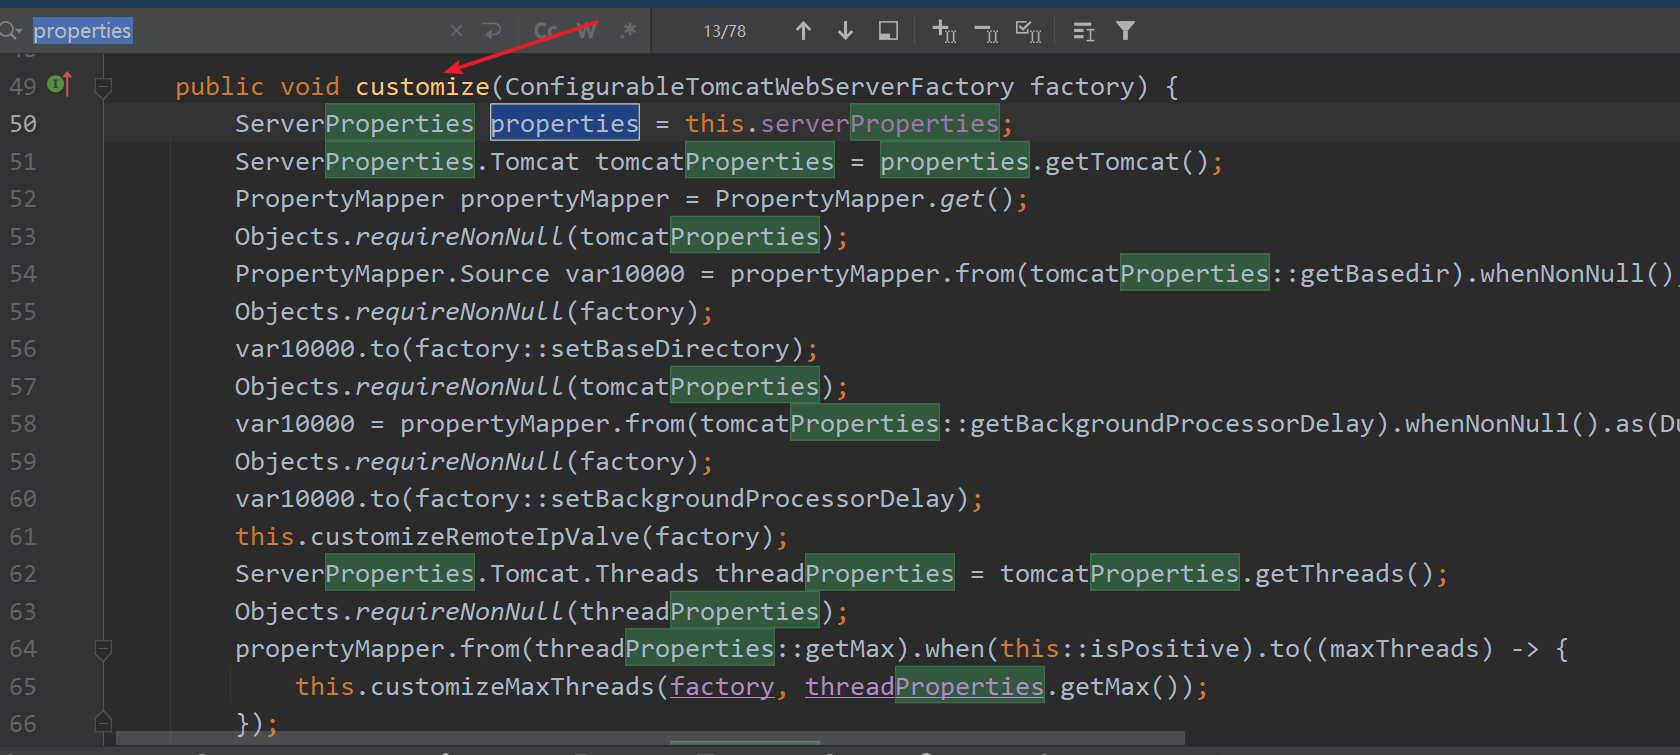 properties Cc W .* 13/78
49 public void customize(ConfigurableTomcatWebServerFactory factory) {
50 ServerProperties properties = this.serverProperties;
51 ServerProperties.Tomcat tomcatProperties = properties.getTomcat();
52 PropertyMapper propertyMapper = PropertyMapper.get();
53 Objects.requireNonNull(tomcatProperties);
54 PropertyMapper.Source var10000 = propertyMapper.from(tomcatProperties::getBasedir).whenNonNull()
55 Objects.requireNonNull(factory);
56 var10000.to(factory::setBaseDirectory);
57 Objects.requireNonNull(tomcatProperties);
58 var10000 = propertyMapper.from(tomcatProperties::getBackgroundProcessorDelay).whenNonNull().as(Du
59 Objects.requireNonNull(factory);
60 var10000.to(factory::setBackgroundProcessorDelay);
61 this.customizeRemoteIpValve(factory);
62 ServerProperties.Tomcat.Threads threadProperties = tomcatProperties.getThreads();
63 Objects.requireNonNull(threadProperties);
64 propertyMapper.from(threadProperties::getMax).when(this::isPositive).to((maxThreads) -> {
65 this.customizeMaxThreads(factory, threadProperties.getMax());
66 });